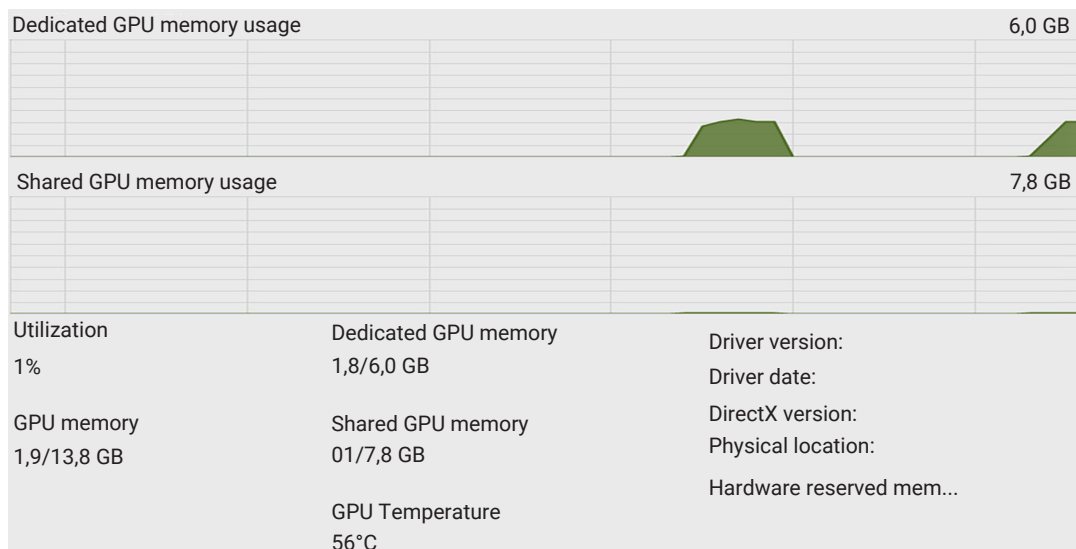 Dedicated GPU memory usage 6,0 GB
Shared GPU memory usage 7,8 GB
Utilization
1%
GPU memory
1,9/13,8 GB
Dedicated GPU memory
1,8/6,0 GB
Shared GPU memory
01/7,8 GB
GPU Temperature
56°C
Driver version:
Driver date:
DirectX version:
Physical location:
Hardware reserved mem...